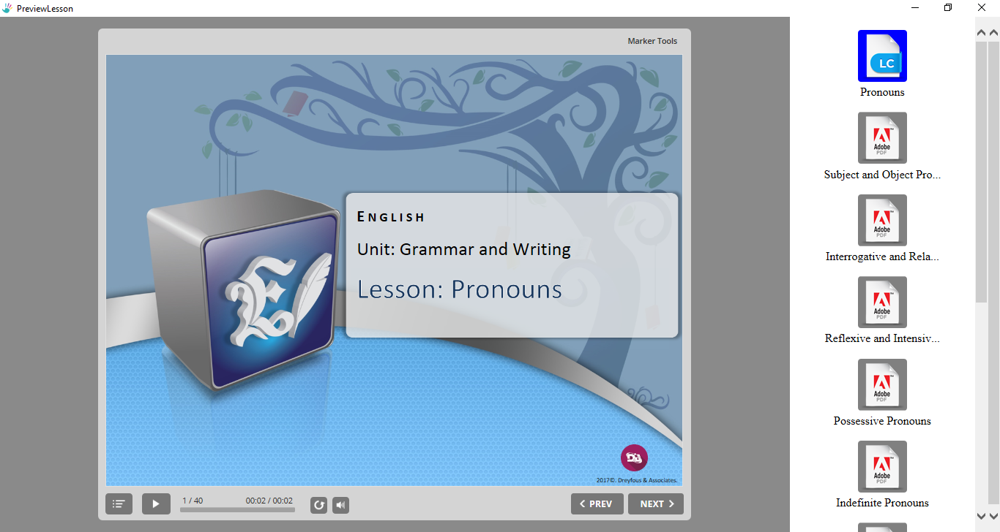 PreviewLesson
Marker Tools
ENGLISH
Unit: Grammar and Writing
Lesson: Pronouns
E
DA
2017©. Dreyfous & Associates.
1 / 40
00:02 / 00:02
PREV
NEXT
LC
Pronouns
Adobe
PDF
Subject and Object Pro...
Adobe
PDF
Interrogative and Rela...
Adobe
PDF
Reflexive and Intensiv...
Adobe
PDF
Possessive Pronouns
Adobe
PDF
Indefinite Pronouns